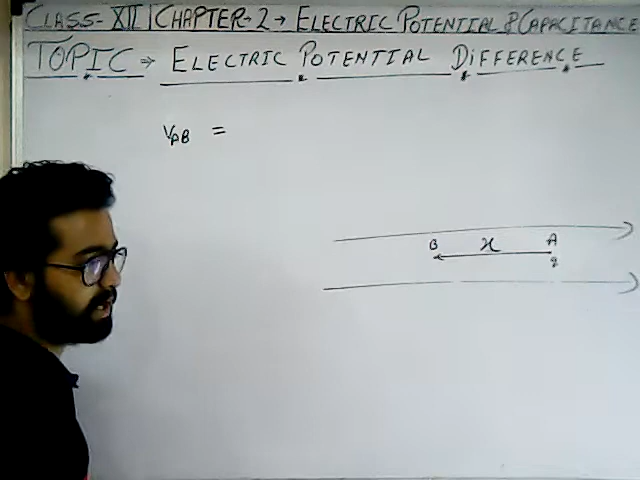 CLASS-XII | CHAPTER-2 → ELECTRIC POTENTIAL & CAPACITANCE
TOPIC → ELECTRIC POTENTIAL DIFFERENCE
VAB =
B x A
q